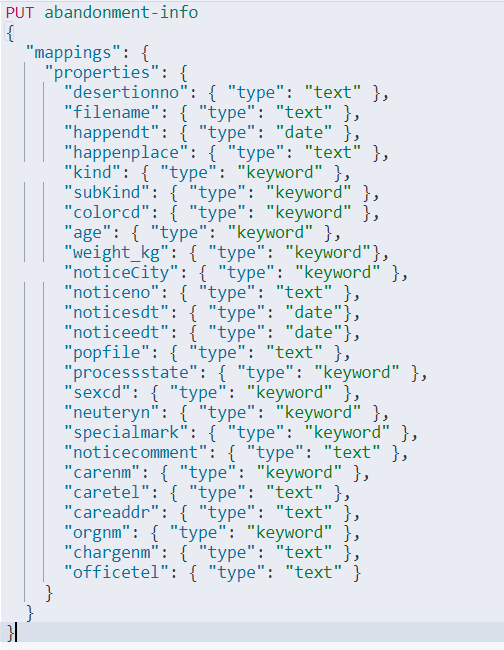 PUT abandonment-info
{
  "mappings": {
    "properties": {
      "desertionno": { "type": "text" },
      "filename": { "type": "text" },
      "happendt": { "type": "date" },
      "happenplace": { "type": "text" },
      "kind": { "type": "keyword" },
      "subKind": { "type": "keyword" },
      "colorcd": { "type": "keyword" },
      "age": { "type": "keyword" },
      "weight_kg": { "type": "keyword"},
      "noticeCity": { "type": "keyword" },
      "noticeno": { "type": "text" },
      "noticesdt": { "type": "date"},
      "noticeedt": { "type": "date"},
      "popfile": { "type": "text" },
      "processstate": { "type": "keyword" },
      "sexcd": { "type": "keyword" },
      "neuteryn": { "type": "keyword" },
      "specialmark": { "type": "keyword" },
      "noticecomment": { "type": "text" },
      "carenm": { "type": "keyword" },
      "caretel": { "type": "text" },
      "careaddr": { "type": "text" },
      "orgnm": { "type": "keyword" },
      "chargenm": { "type": "text" },
      "officetel": { "type": "text" }
    }
  }
}